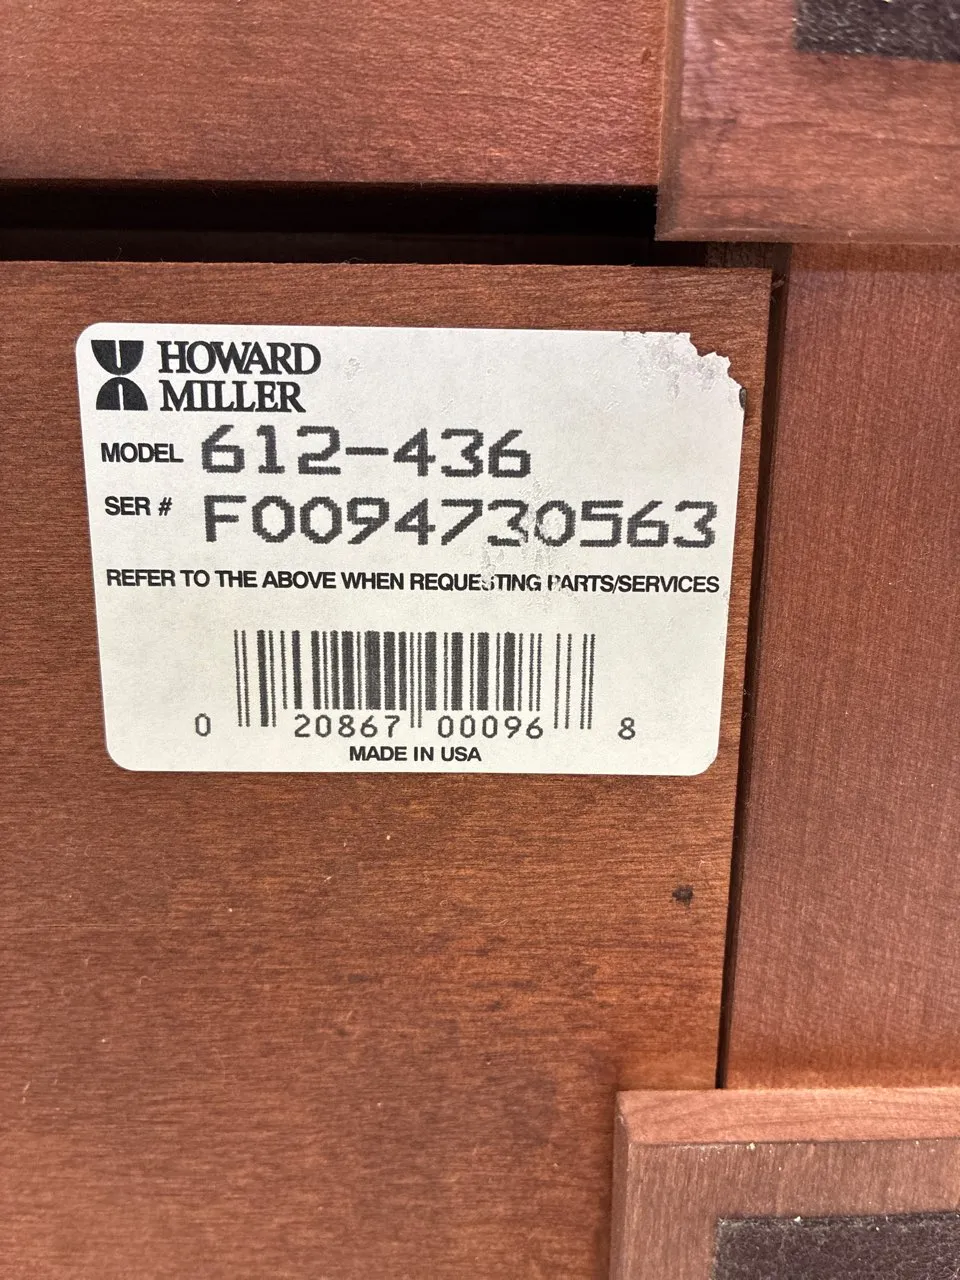 HOWARD
MILLER
MODEL 612-436
SER # F0094730563
REFER TO THE ABOVE WHEN REQUESTING PARTS/SERVICES
0 20867 00096 8
MADE IN USA